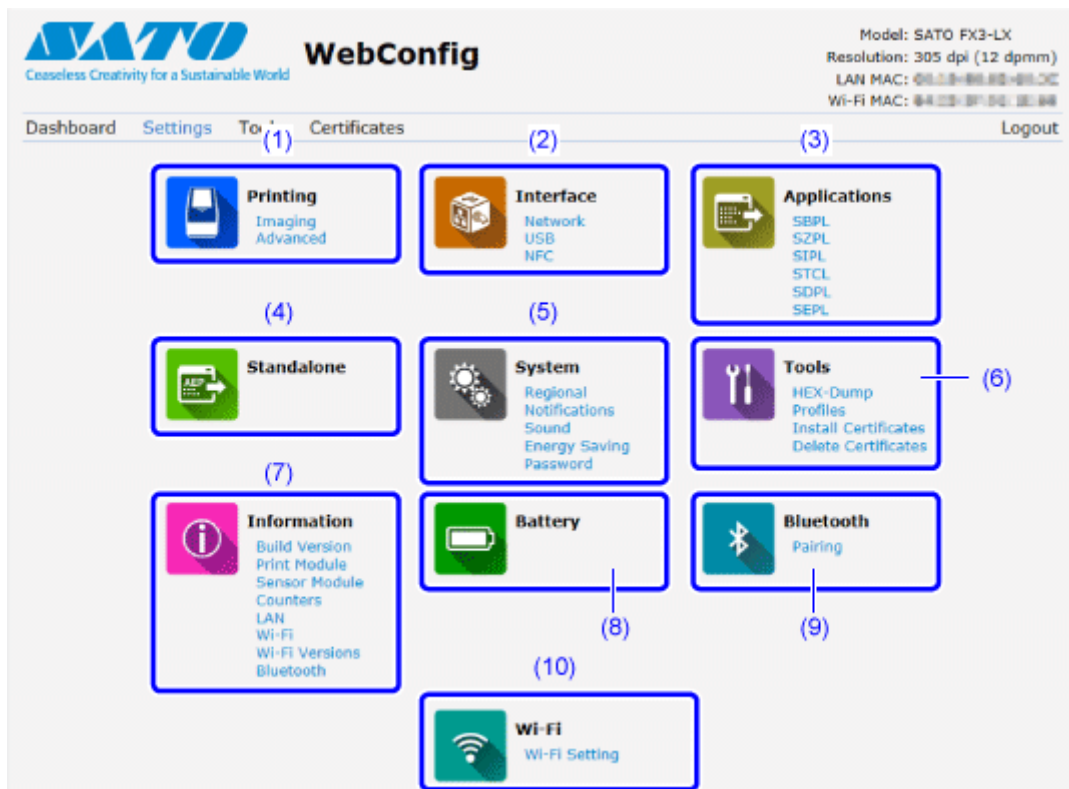 SATO
Ceaseless Creativity for a Sustainable World
WebConfig
Model: SATO FX3-LX
Resolution: 305 dpi (12 dpmm)
LAN MAC:
Wi-Fi MAC:
Dashboard Settings Certificates Logout
(1) (2) (3)
Printing
Imaging
Advanced
Interface
Network
USB
NFC
Applications
SBPL
SZPL
SIPL
STCL
SDPL
SEPL
(4) (5)
Standalone
AEP
System
Regional
Notifications
Sound
Energy Saving
Password
Tools
HEX-Dump
Profiles
Install Certificates
Delete Certificates
(6)
(7)
Information
Build Version
Print Module
Sensor Module
Counters
LAN
Wi-Fi
Wi-Fi Versions
Bluetooth
Battery
(8)
Bluetooth
Pairing
(9)
(10)
Wi-Fi
Wi-Fi Setting